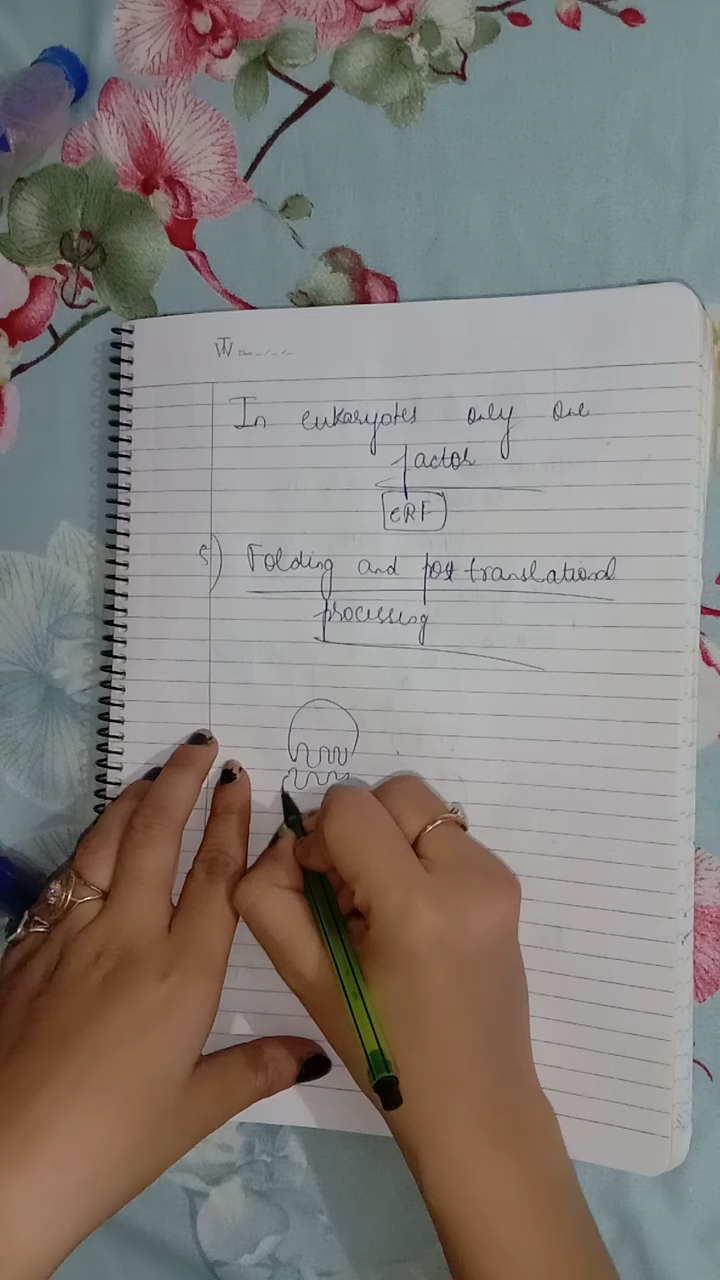 In eukaryotes only one
factor
eRF
5) Folding and post translational
processing